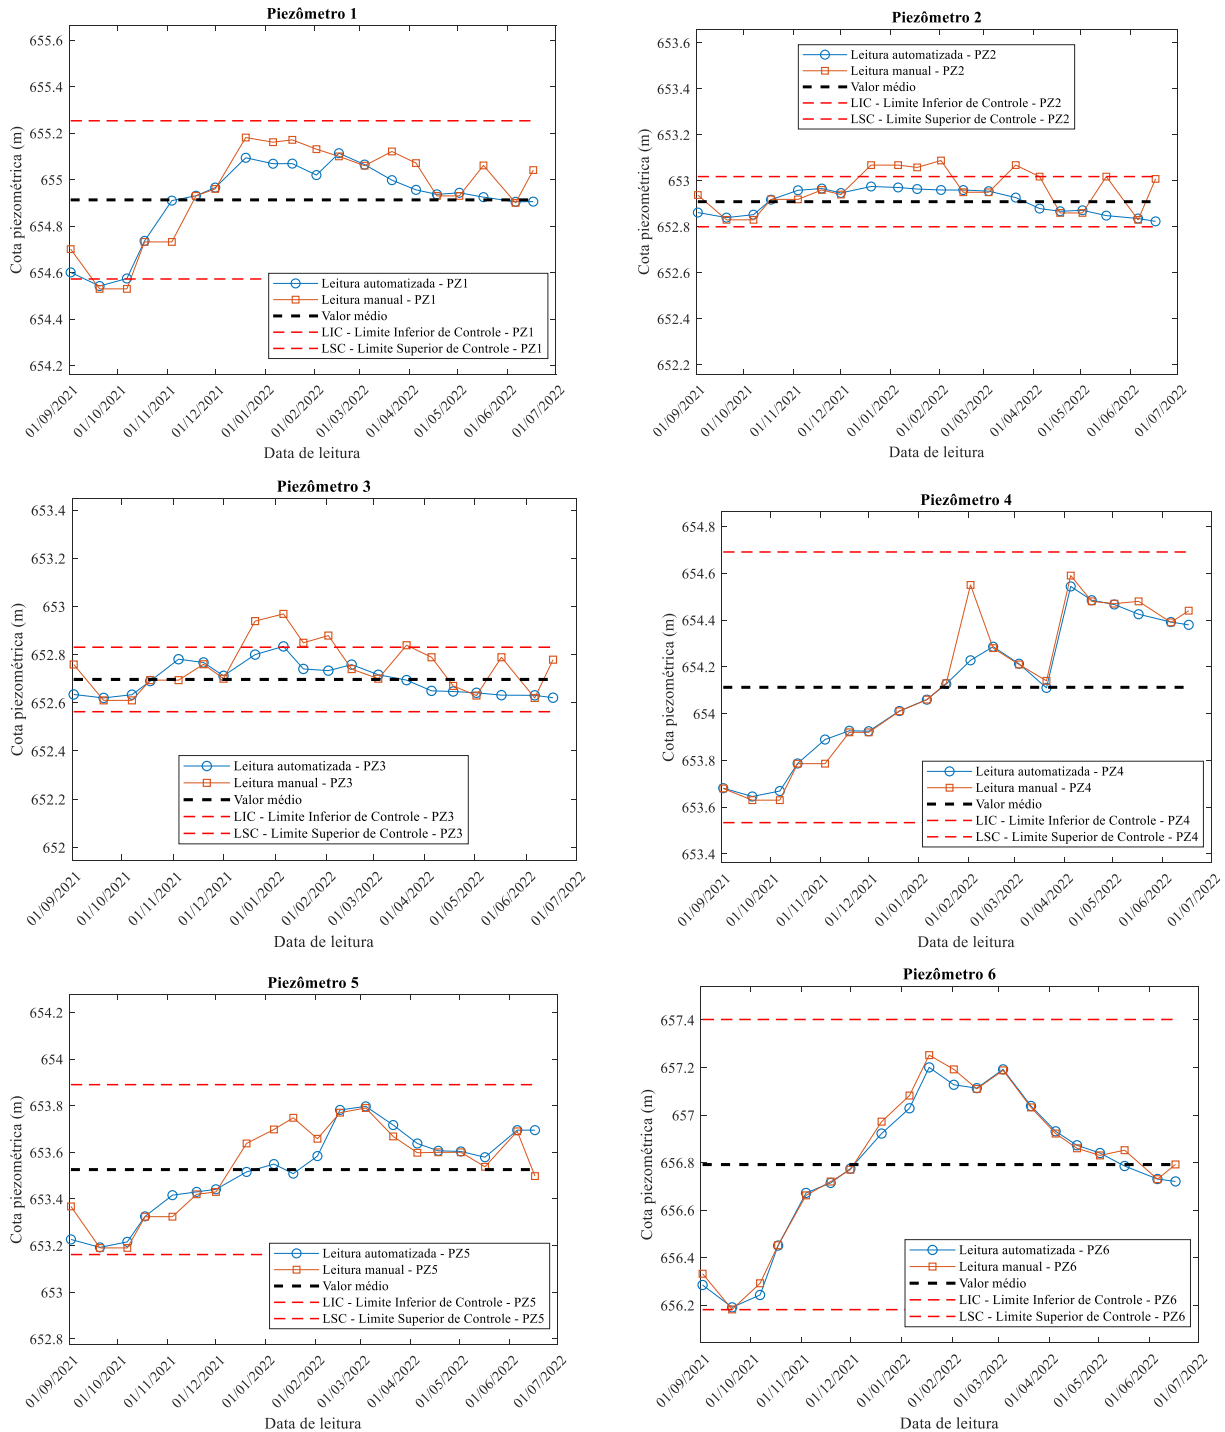 Piezômetro 1
655.6
655.4
655.2
655
654.8
654.6
654.4
654.2
Cota piezométrica (m)
Leitura automatizada - PZ1
Leitura manual - PZ1
Valor médio
LIC - Limite Inferior de Controle - PZ1
LSC - Limite Superior de Controle - PZ1
01/09/2021
01/10/2021
01/11/2021
01/12/2021
01/01/2022
01/02/2022
01/03/2022
01/04/2022
01/05/2022
01/06/2022
01/07/2022
Data de leitura
Piezômetro 2
653.6
653.4
653.2
653
652.8
652.6
652.4
652.2
Cota piezométrica (m)
Leitura automatizada - PZ2
Leitura manual - PZ2
Valor médio
LIC - Limite Inferior de Controle - PZ2
LSC - Limite Superior de Controle - PZ2
01/09/2021
01/10/2021
01/11/2021
01/12/2021
01/01/2022
01/02/2022
01/03/2022
01/04/2022
01/05/2022
01/06/2022
01/07/2022
Data de leitura
Piezômetro 3
653.4
653.2
653
652.8
652.6
652.4
652.2
652
Cota piezométrica (m)
Leitura automatizada - PZ3
Leitura manual - PZ3
Valor médio
LIC - Limite Inferior de Controle - PZ3
LSC - Limite Superior de Controle - PZ3
01/09/2021
01/10/2021
01/11/2021
01/12/2021
01/01/2022
01/02/2022
01/03/2022
01/04/2022
01/05/2022
01/06/2022
01/07/2022
Data de leitura
Piezômetro 4
654.8
654.6
654.4
654.2
654
653.8
653.6
653.4
Cota piezométrica (m)
Leitura automatizada - PZ4
Leitura manual - PZ4
Valor médio
LIC - Limite Inferior de Controle - PZ4
LSC - Limite Superior de Controle - PZ4
01/09/2021
01/10/2021
01/11/2021
01/12/2021
01/01/2022
01/02/2022
01/03/2022
01/04/2022
01/05/2022
01/06/2022
01/07/2022
Data de leitura
Piezômetro 5
654.2
654
653.8
653.6
653.4
653.2
653
652.8
Cota piezométrica (m)
Leitura automatizada - PZ5
Leitura manual - PZ5
Valor médio
LIC - Limite Inferior de Controle - PZ5
LSC - Limite Superior de Controle - PZ5
01/09/2021
01/10/2021
01/11/2021
01/12/2021
01/01/2022
01/02/2022
01/03/2022
01/04/2022
01/05/2022
01/06/2022
01/07/2022
Data de leitura
Piezômetro 6
657.4
657.2
657
656.8
656.6
656.4
656.2
Cota piezométrica (m)
Leitura automatizada - PZ6
Leitura manual - PZ6
Valor médio
LIC - Limite Inferior de Controle - PZ6
LSC - Limite Superior de Controle - PZ6
01/09/2021
01/10/2021
01/11/2021
01/12/2021
01/01/2022
01/02/2022
01/03/2022
01/04/2022
01/05/2022
01/06/2022
01/07/2022
Data de leitura